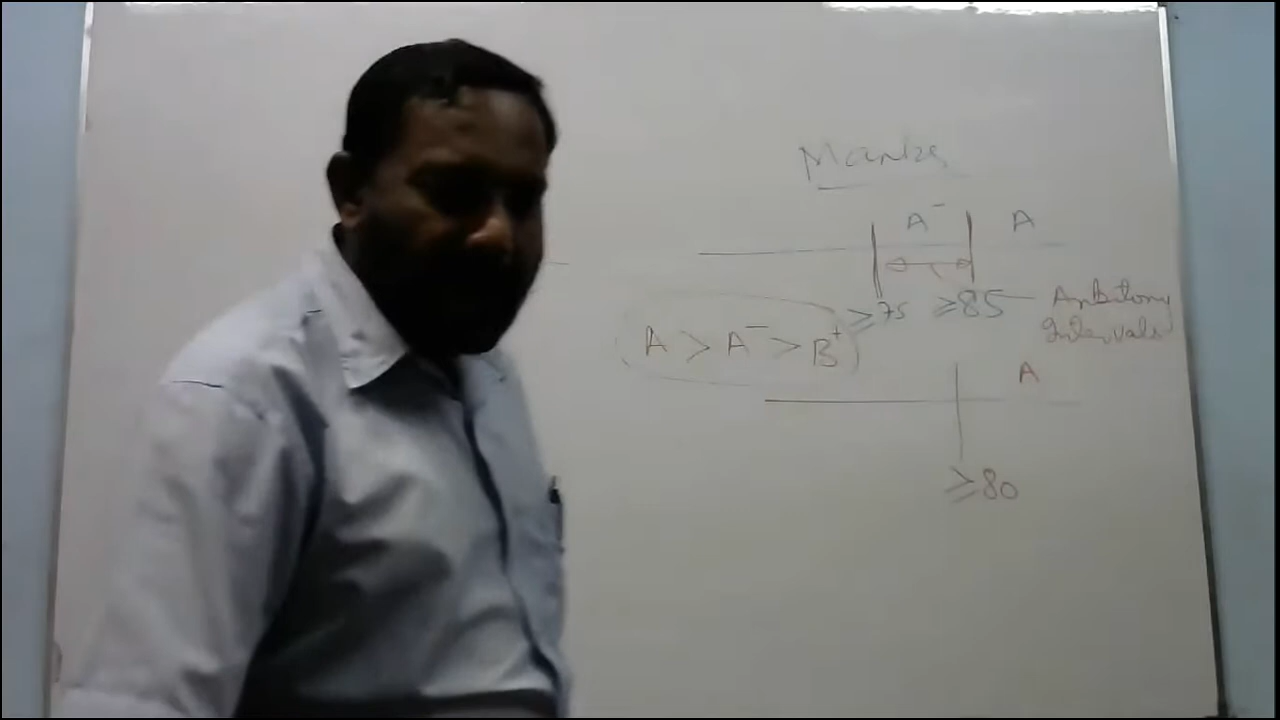 Marks
A⁻ A
≥75 ≥85 Arbitrary
Intervals
A > A⁻ > B⁺
A
≥80